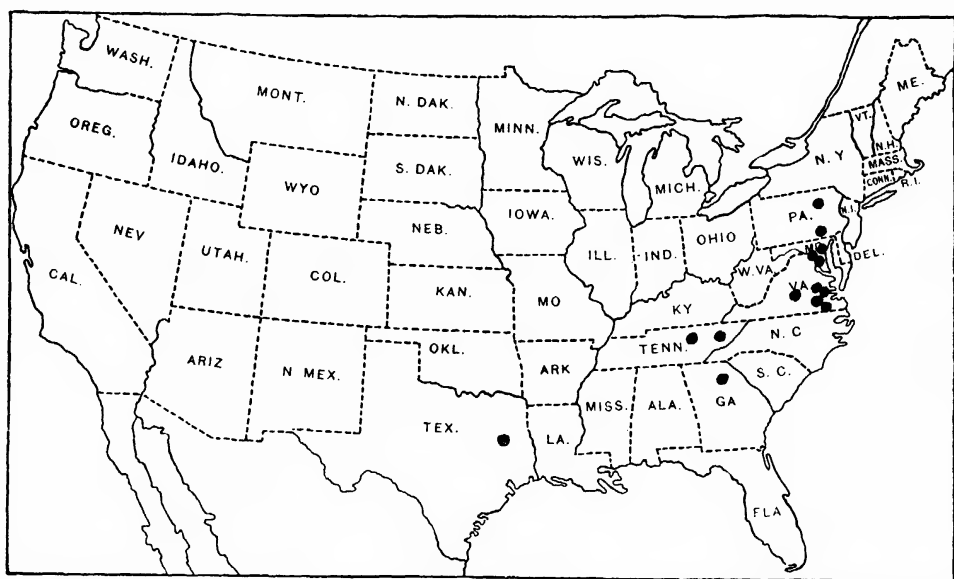 WASH.
MONT.
N. DAK.
MINN.
ME.
VT.
N.H.
OREG.
IDAHO.
WYO
S. DAK.
WIS.
MICH.
N.Y
MASS.
CONN.
R.I.
NEV
UTAH.
COL.
NEB.
IOWA.
ILL.
IND.
OHIO
PA.
N.J.
CAL.
KAN.
MO
KY
W.VA.
VA.
DEL.
ARIZ
N MEX.
OKL.
ARK
TENN.
N.C
S.C.
TEX.
LA.
MISS.
ALA.
GA
FLA